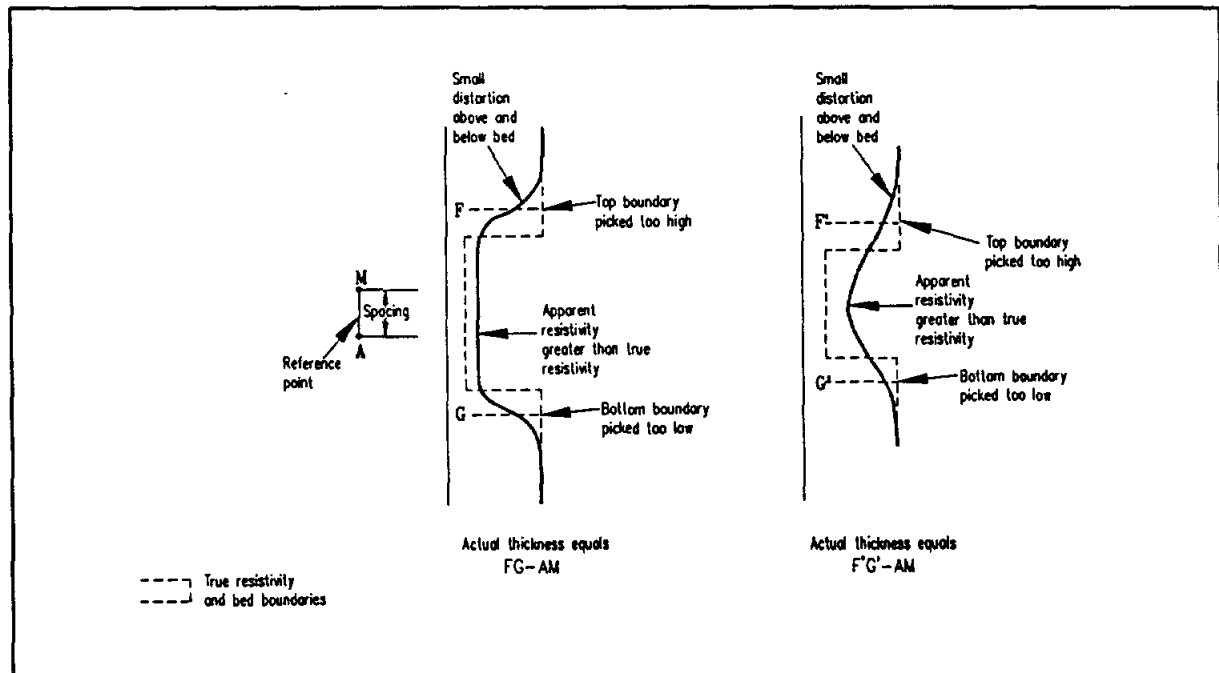 Small
distortion
above and
below bed
F
Top boundary
picked too high
M
Spacing
A
Reference
point
Apparent
resistivity
greater than true
resistivity
G
Bottom boundary
picked too low
Actual thickness equals
FG-AM
Small
distortion
above and
below bed
F'
Top boundary
picked too high
Apparent
resistivity
greater than true
resistivity
G'
Bottom boundary
picked too low
Actual thickness equals
F'G'-AM
True resistivity
and bed boundaries